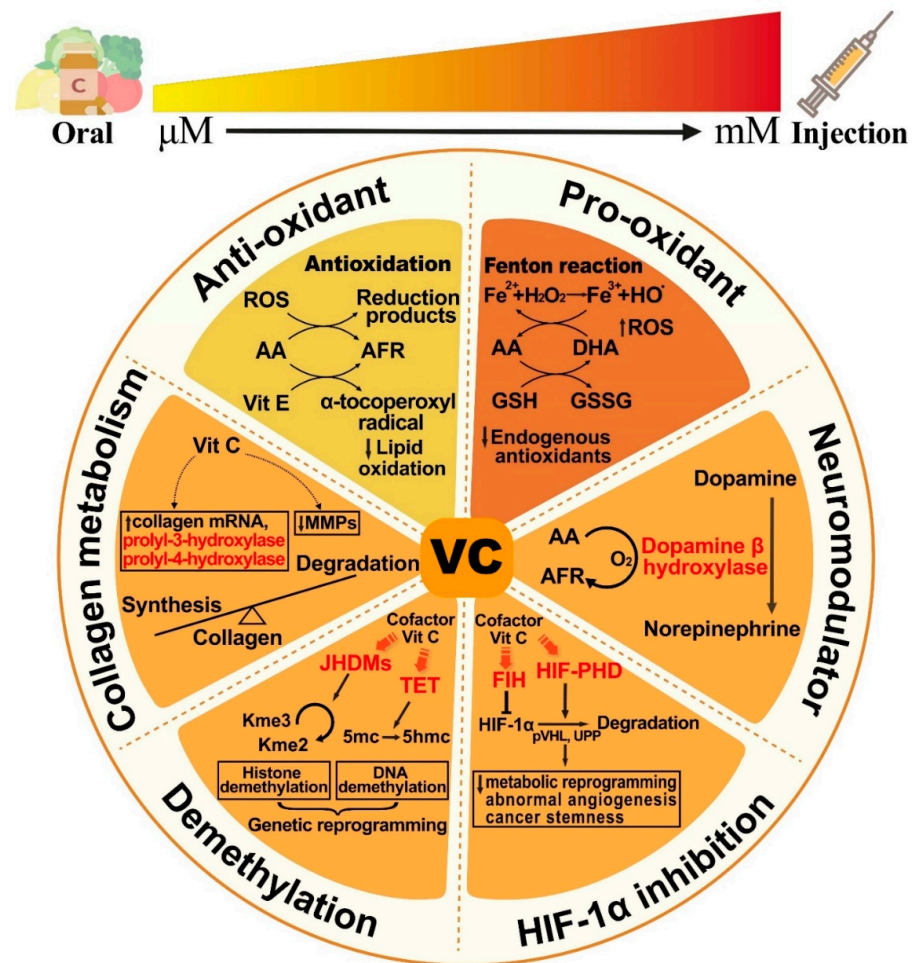 C
Oral
μM
mM
Injection
Anti-oxidant
Antioxidation
ROS
Reduction
products
AA
AFR
Vit E
α-tocoperoxyl
radical
↓Lipid
oxidation
Pro-oxidant
Fenton reaction
Fe²⁺+H₂O₂→Fe³⁺+HO˙
↑ROS
AA
DHA
GSH
GSSG
↓Endogenous
antioxidants
Collagen metabolism
Vit C
↑collagen mRNA,
prolyl-3-hydroxylase
prolyl-4-hydroxylase
↓MMPs
Degradation
Synthesis
Collagen
VC
Neuromodulator
Dopamine
AA
O₂
AFR
Dopamine β
hydroxylase
Norepinephrine
Demethylation
Cofactor
Vit C
JHDMs
TET
Kme3
Kme2
5mc→5hmc
Histone
demethylation
DNA
demethylation
Genetic reprogramming
HIF-1α inhibition
Cofactor
Vit C
FIH
HIF-PHD
HIF-1α
Degradation
pVHL, UPP
↓metabolic reprogramming
abnormal angiogenesis
cancer stemness